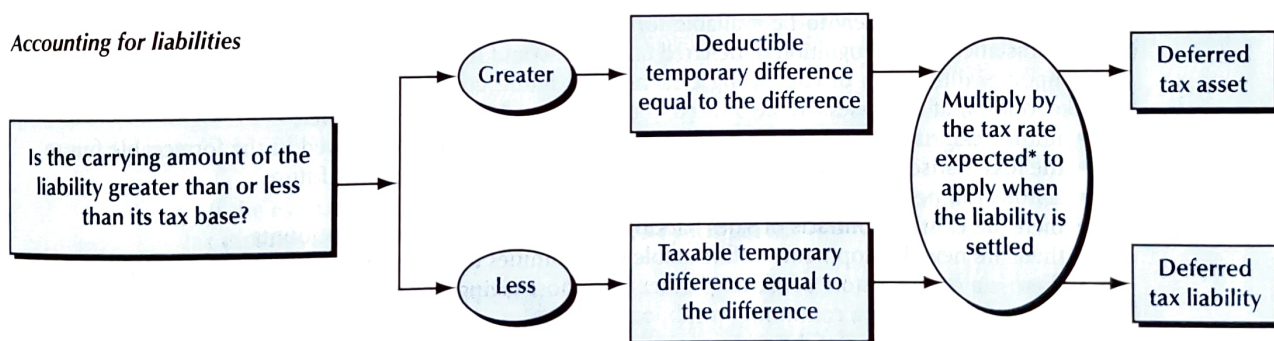 Accounting for liabilities
Is the carrying amount of the
liability greater than or less
than its tax base?
Greater
Deductible
temporary difference
equal to the difference
Less
Taxable temporary
difference equal to
the difference
Multiply by
the tax rate
expected* to
apply when
the liability is
settled
Deferred
tax asset
Deferred
tax liability